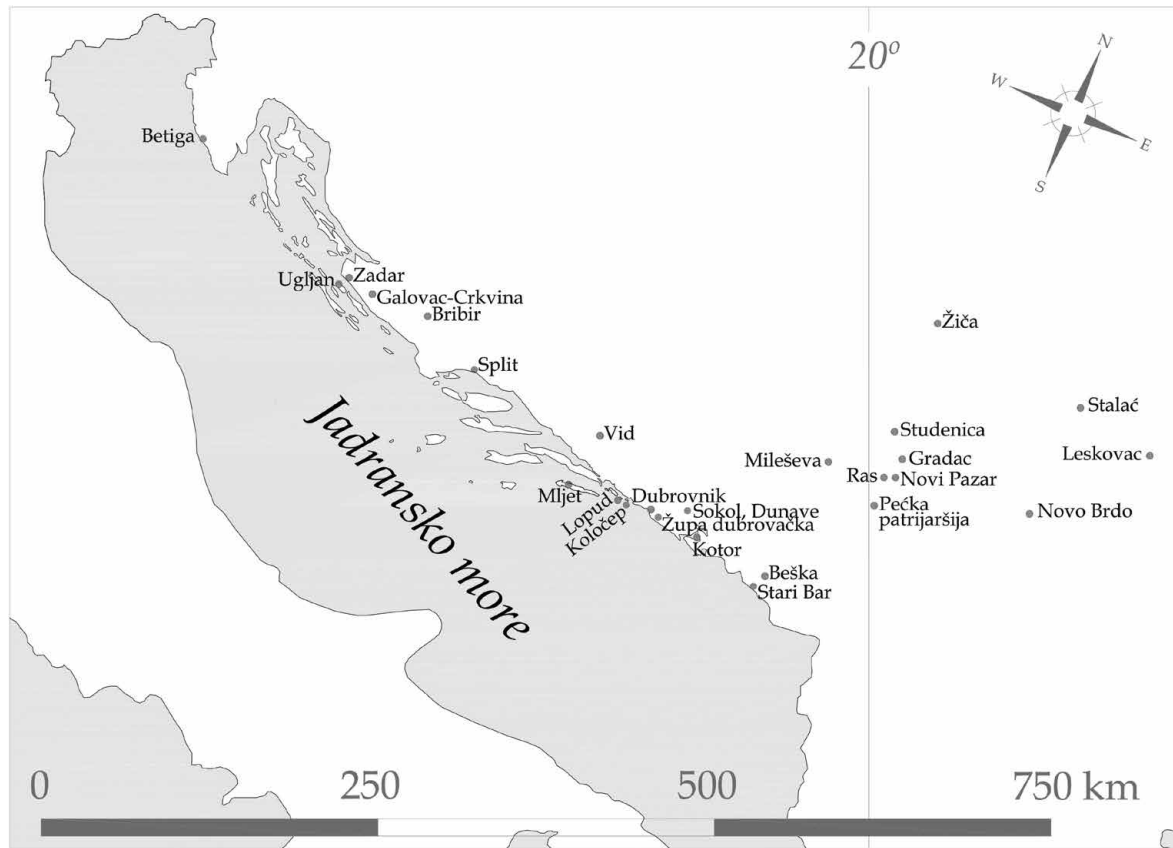 20º
N
W
E
S
Betiga
Ugljan
Zadar
Galovac-Crkvina
Bribir
Žiča
Split
Stalać
Jadransko more
Vid
Studenica
Mileševa
Gradac
Leskovac
Ras
Novi Pazar
Mljet
Lopud
Dubrovnik
Koločep
Sokol, Dunave
Župa dubrovačka
Pećka
patrijaršija
Novo Brdo
Kotor
Beška
Stari Bar
0 250 500 750 km